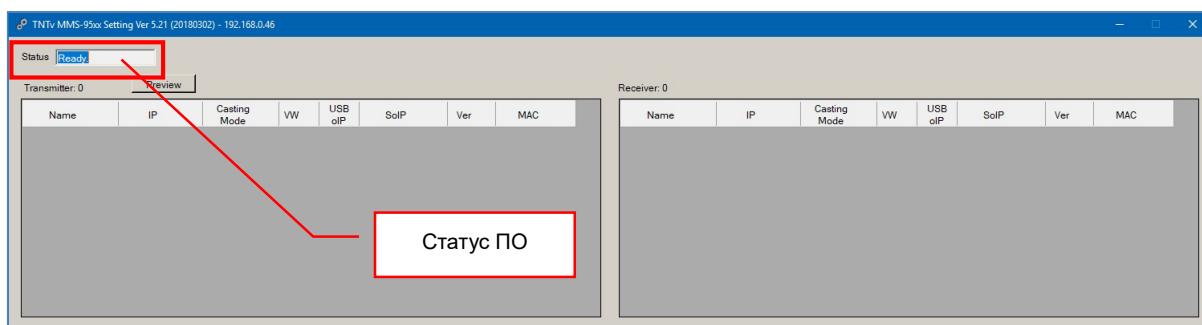 TNTv MMS-95xx Setting Ver 5.21 (20180302) - 192.168.0.46
Status Ready.
Transmitter: 0 Preview
Receiver: 0
Name IP Casting Mode VW USB oIP SoIP Ver MAC
Name IP Casting Mode VW USB oIP SoIP Ver MAC
Статус ПО